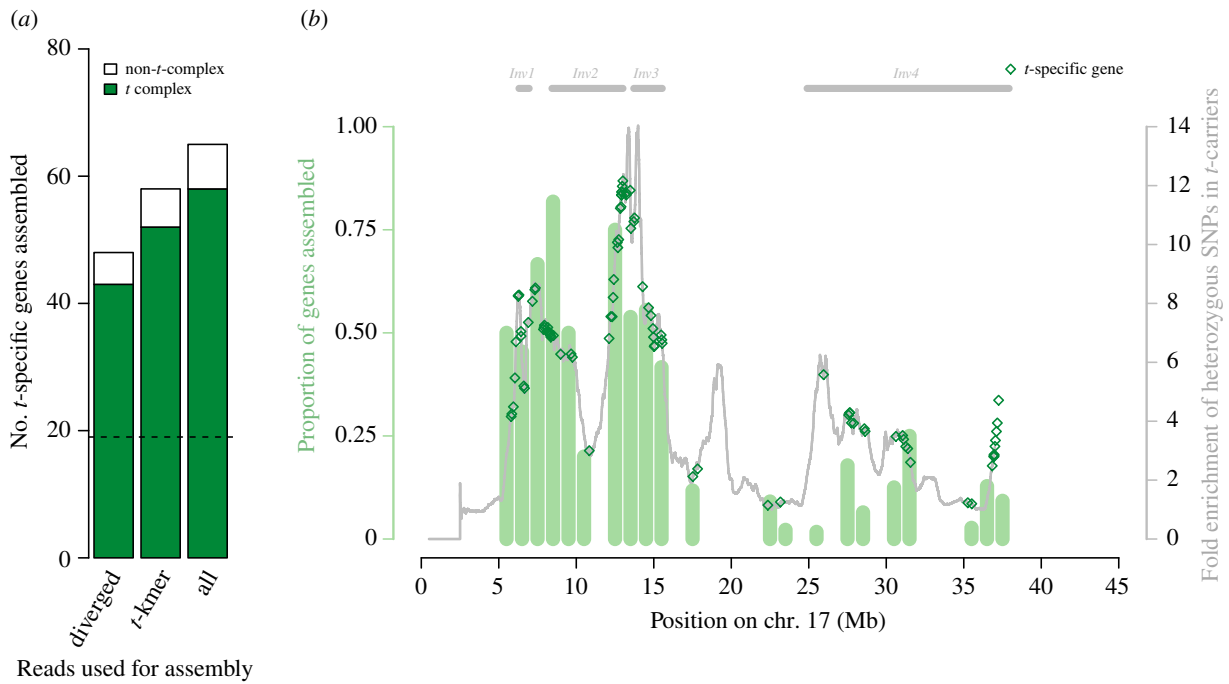 (a)
80
60
40
20
0
No. t-specific genes assembled
non-t-complex
t complex
diverged
t-kmer
all
Reads used for assembly
(b)
Inv1
Inv2
Inv3
Inv4
t-specific gene
1.00
0.75
0.50
0.25
0
Proportion of genes assembled
14
12
10
8
6
4
2
0
Fold enrichment of heterozygous SNPs in t-carriers
0 5 10 15 20 25 30 35 40 45
Position on chr. 17 (Mb)